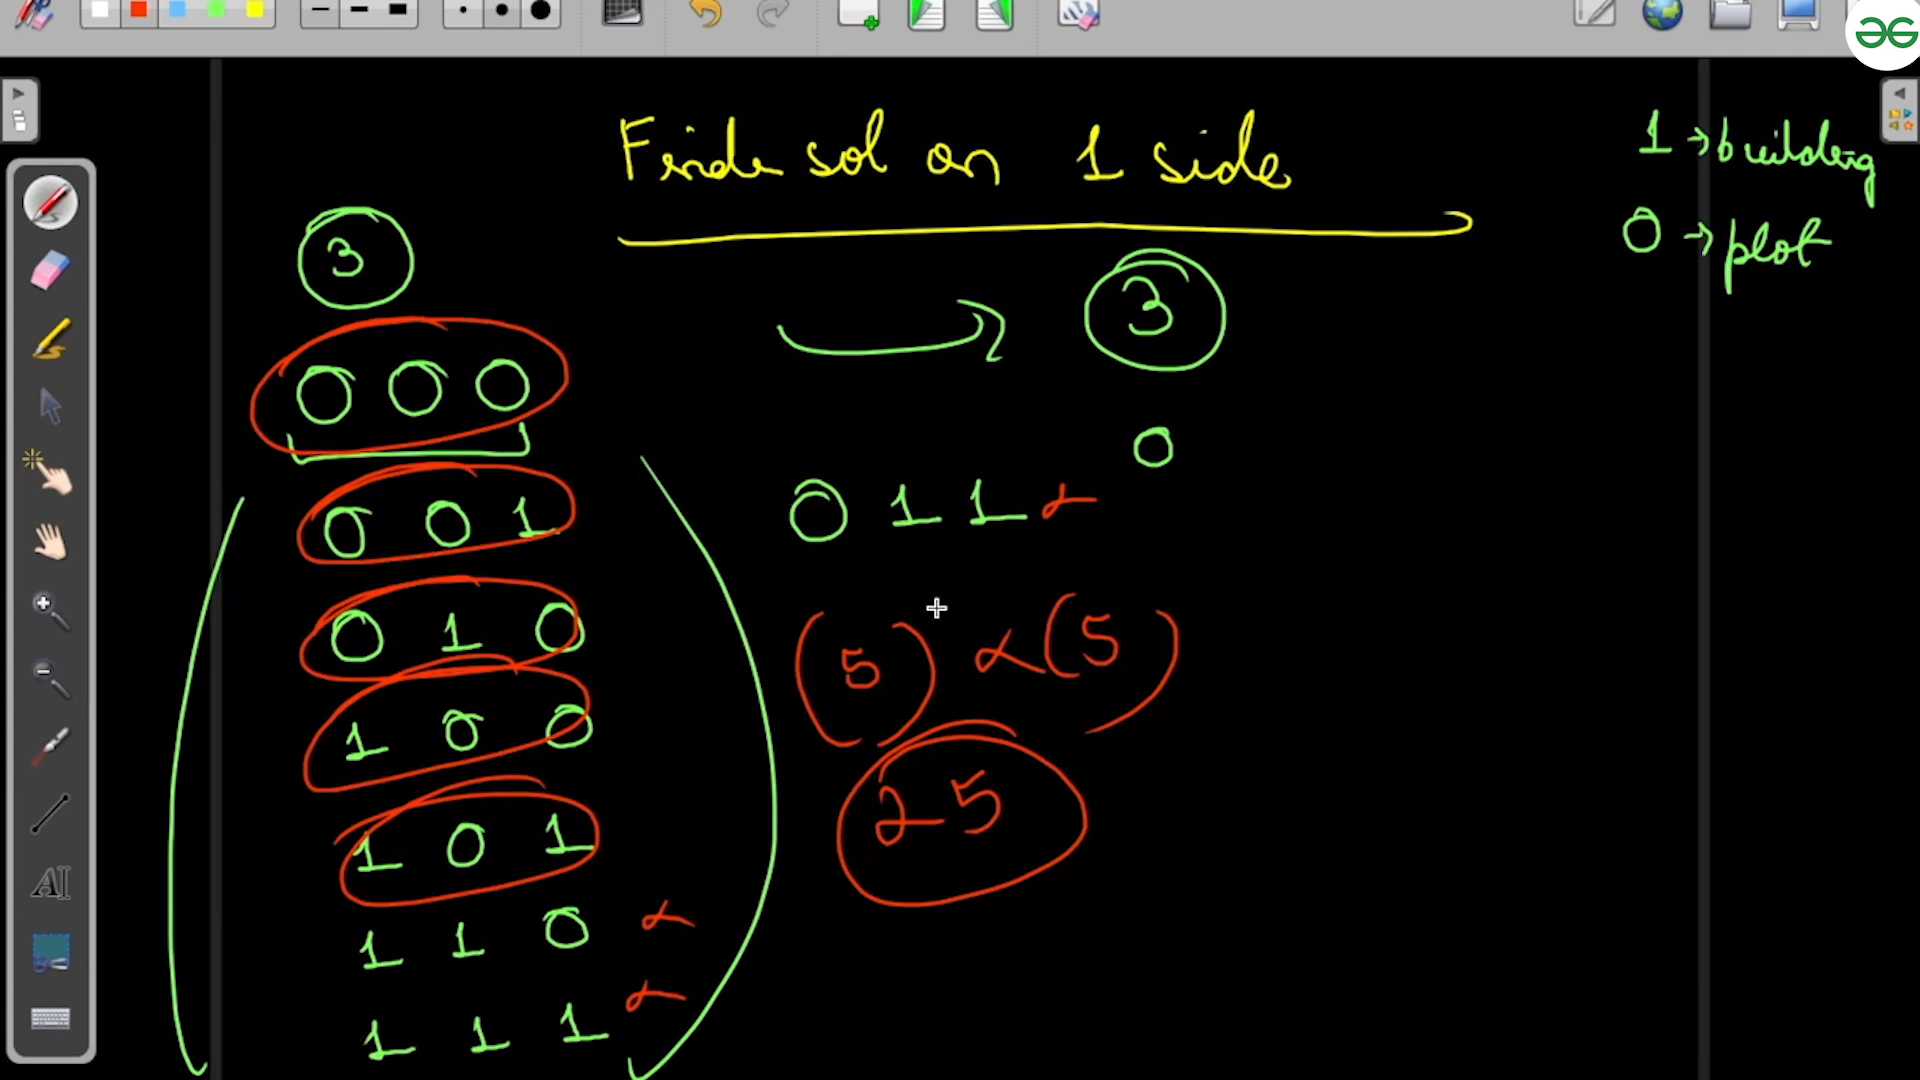 Finde sol on 1 side
1 → building
0 → plot
3
3
0 0 0
0
0 0 1
0 1 1 ×
0 1 0
(5) × (5)
1 0 0
25
1 0 1
1 1 0 ×
1 1 1 ×
AI